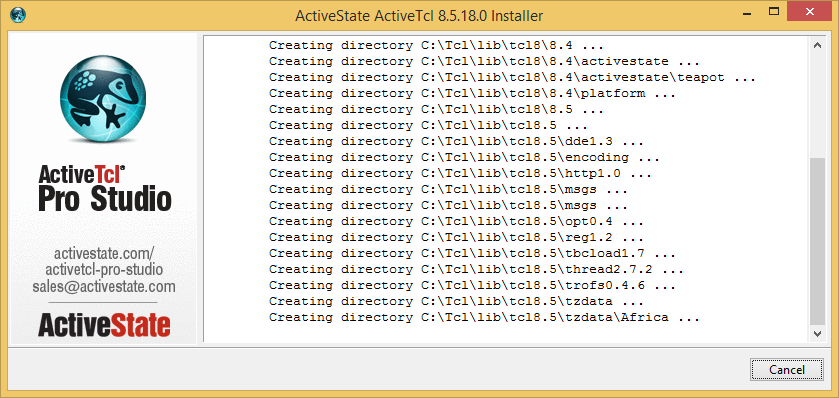 ActiveState ActiveTcl 8.5.18.0 Installer
ActiveTcl®
Pro Studio
activestate.com/
activetcl-pro-studio
sales@activestate.com
ActiveState
Creating directory C:\Tcl\lib\tcl8\8.4 ...
Creating directory C:\Tcl\lib\tcl8\8.4\activestate ...
Creating directory C:\Tcl\lib\tcl8\8.4\activestate\teapot ...
Creating directory C:\Tcl\lib\tcl8\8.4\platform ...
Creating directory C:\Tcl\lib\tcl8\8.5 ...
Creating directory C:\Tcl\lib\tcl8.5 ...
Creating directory C:\Tcl\lib\tcl8.5\dde1.3 ...
Creating directory C:\Tcl\lib\tcl8.5\encoding ...
Creating directory C:\Tcl\lib\tcl8.5\http1.0 ...
Creating directory C:\Tcl\lib\tcl8.5\msgs ...
Creating directory C:\Tcl\lib\tcl8.5\msgs ...
Creating directory C:\Tcl\lib\tcl8.5\opt0.4 ...
Creating directory C:\Tcl\lib\tcl8.5\reg1.2 ...
Creating directory C:\Tcl\lib\tcl8.5\tbcload1.7 ...
Creating directory C:\Tcl\lib\tcl8.5\thread2.7.2 ...
Creating directory C:\Tcl\lib\tcl8.5\trofs0.4.6 ...
Creating directory C:\Tcl\lib\tcl8.5\tzdata ...
Creating directory C:\Tcl\lib\tcl8.5\tzdata\Africa ...
Cancel